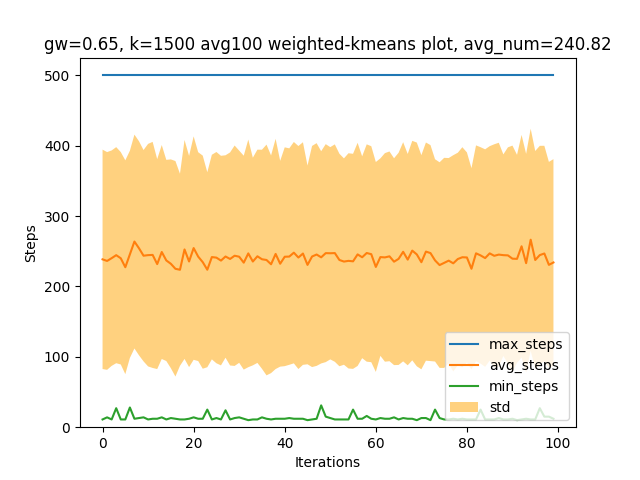 gw=0.65, k=1500 avg100 weighted-kmeans plot, avg_num=240.82
500
400
300
200
100
0
Steps
0 20 40 60 80 100
Iterations
max_steps
avg_steps
min_steps
std